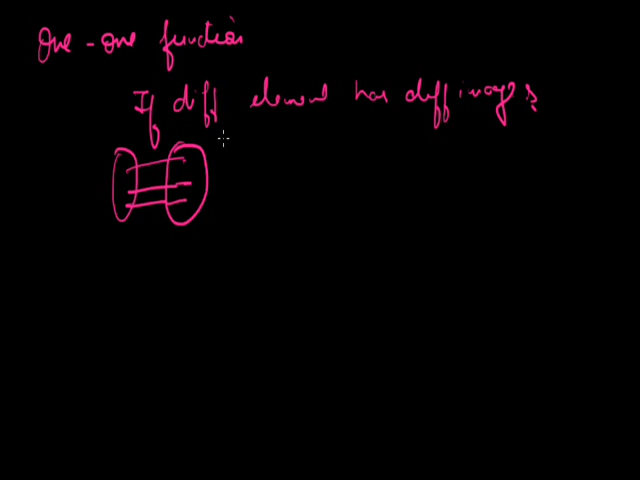 One - one function
If diff element has diff images